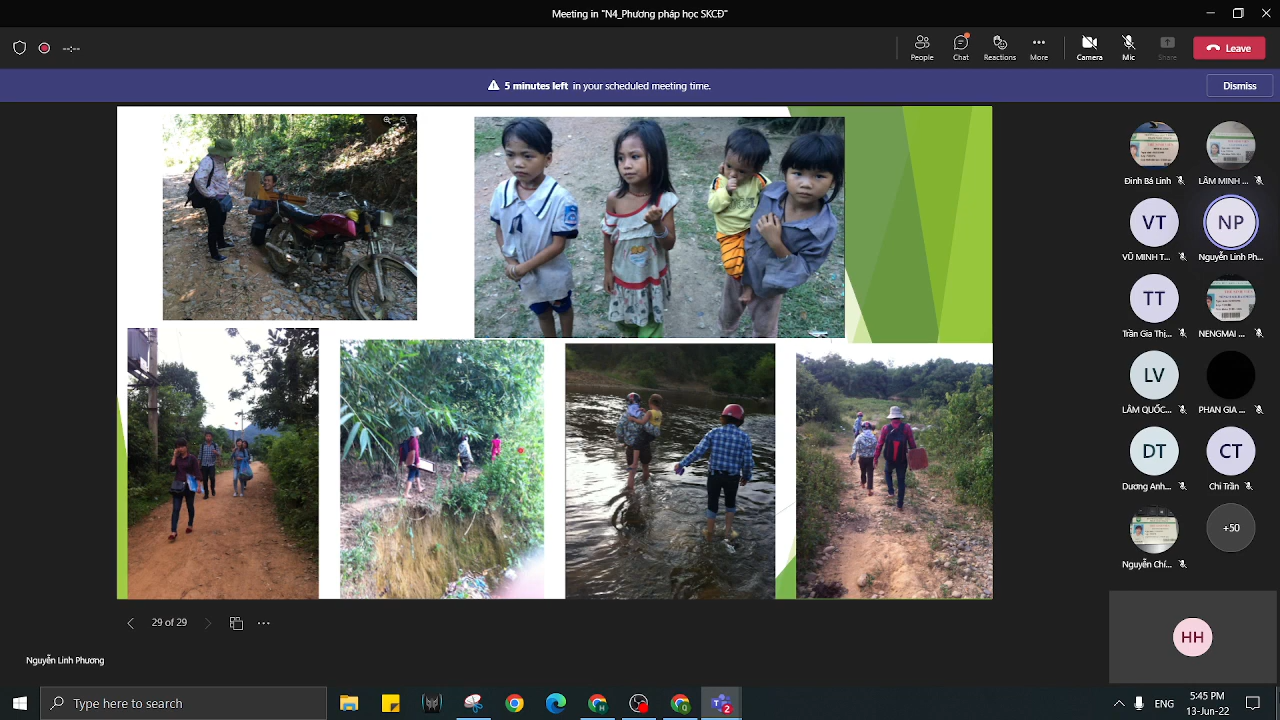 Meeting in "N4_Phương pháp học SKCĐ"
--:--
People
Chat
Reactions
More
Camera
Mic
Share
Leave
5 minutes left in your scheduled meeting time.
Dismiss
Đinh Bá Linh
LÂM MINH ...
VT
NP
VŨ MINH T...
Nguyễn Linh Ph...
TT
Trần Gia Thị...
NENGMAI ...
LV
LÂM QUỐC...
PHAN GIA ...
DT
CT
Dương Anh...
Chí Trần
+50
Nguyễn Chí...
HH
29 of 29
Nguyễn Linh Phương
Type here to search
2
ENG
5:45 PM
13-Jun-22